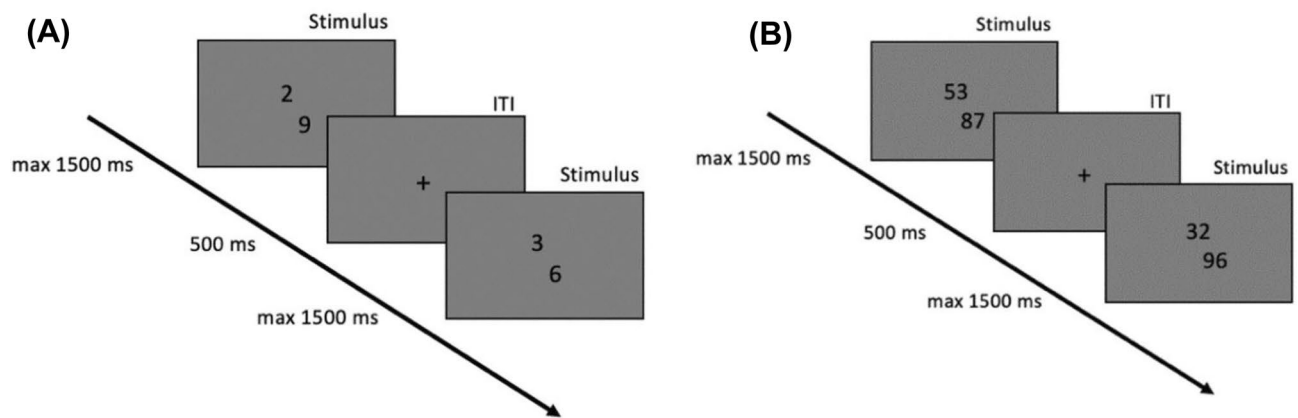 (A)
Stimulus
2
9
ITI
+
Stimulus
3
6
max 1500 ms
500 ms
max 1500 ms
(B)
Stimulus
53
87
ITI
+
Stimulus
32
96
max 1500 ms
500 ms
max 1500 ms